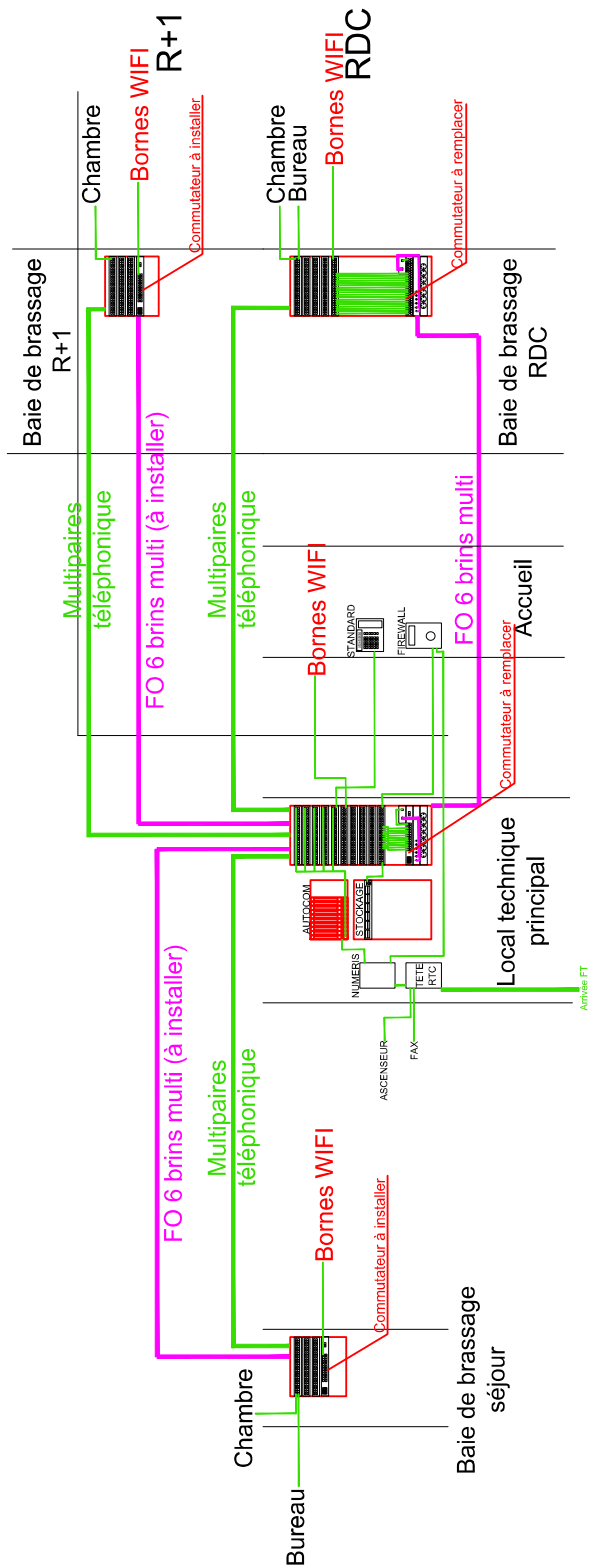 Baie de brassage
R+1
Chambre
Bornes WIFI
R+1
Commutateur à installer
Multipaires
téléphonique
FO 6 brins multi (à installer)
Chambre
Bureau
Bornes WIFI
RDC
Commutateur à remplacer
Baie de brassage
RDC
Multipaires
téléphonique
FO 6 brins multi
Bornes WIFI
STANDARD
FIREWALL
Accueil
Commutateur à remplacer
FO 6 brins multi (à installer)
Multipaires
téléphonique
AUTOCOM
STOCKAGE
NUMERIS
TETE
RTC
ASCENSEUR
FAX
Local technique
principal
Arrivée FT
Bornes WIFI
Commutateur à installer
Chambre
Bureau
Baie de brassage
séjour